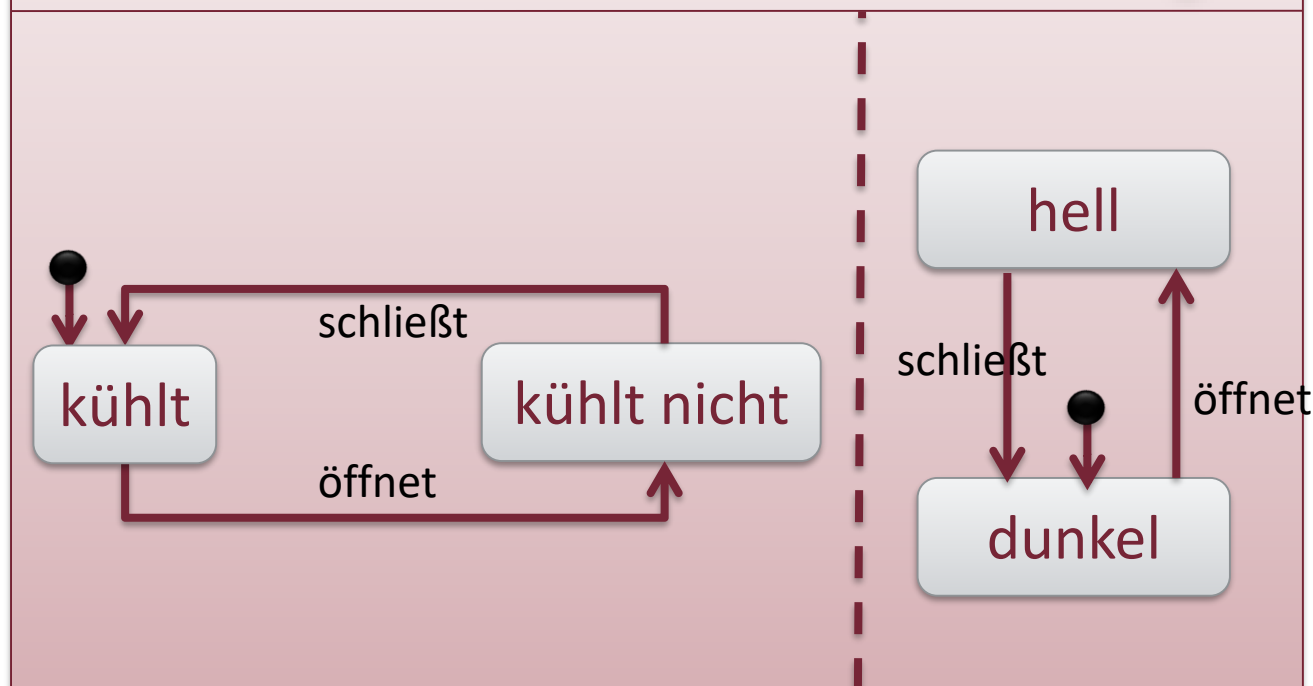 schließt
kühlt
kühlt nicht
öffnet
hell
schließt
öffnet
dunkel